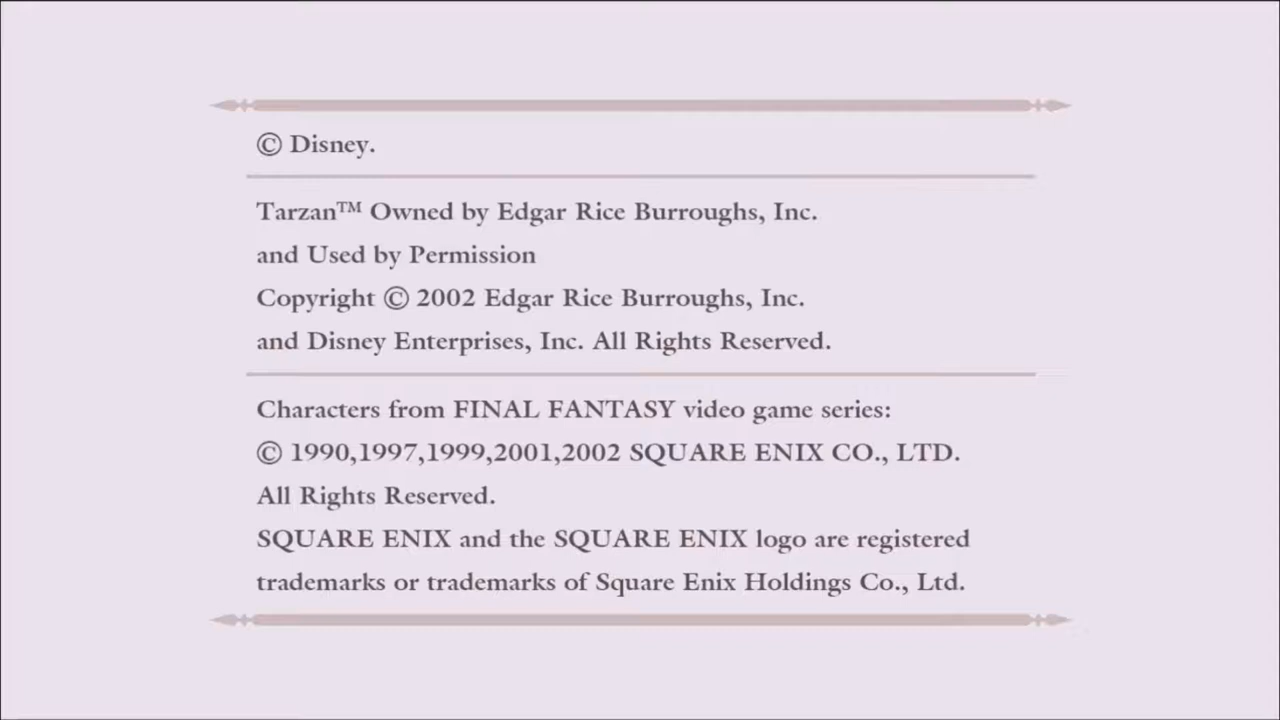 © Disney.
Tarzan™ Owned by Edgar Rice Burroughs, Inc.
and Used by Permission
Copyright © 2002 Edgar Rice Burroughs, Inc.
and Disney Enterprises, Inc. All Rights Reserved.
Characters from FINAL FANTASY video game series:
© 1990,1997,1999,2001,2002 SQUARE ENIX CO., LTD.
All Rights Reserved.
SQUARE ENIX and the SQUARE ENIX logo are registered
trademarks or trademarks of Square Enix Holdings Co., Ltd.